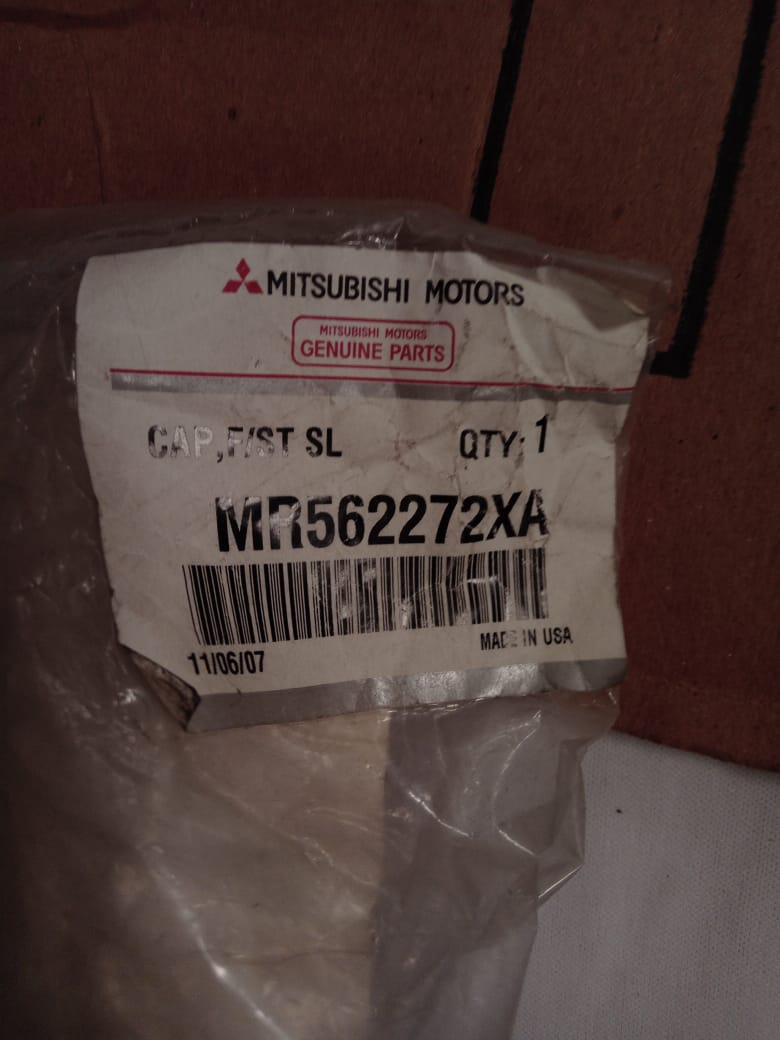 MITSUBISHI MOTORS
MITSUBISHI MOTORS
GENUINE PARTS
CAP,F/ST SL QTY: 1
MR562272XA
11/06/07 MADE IN USA